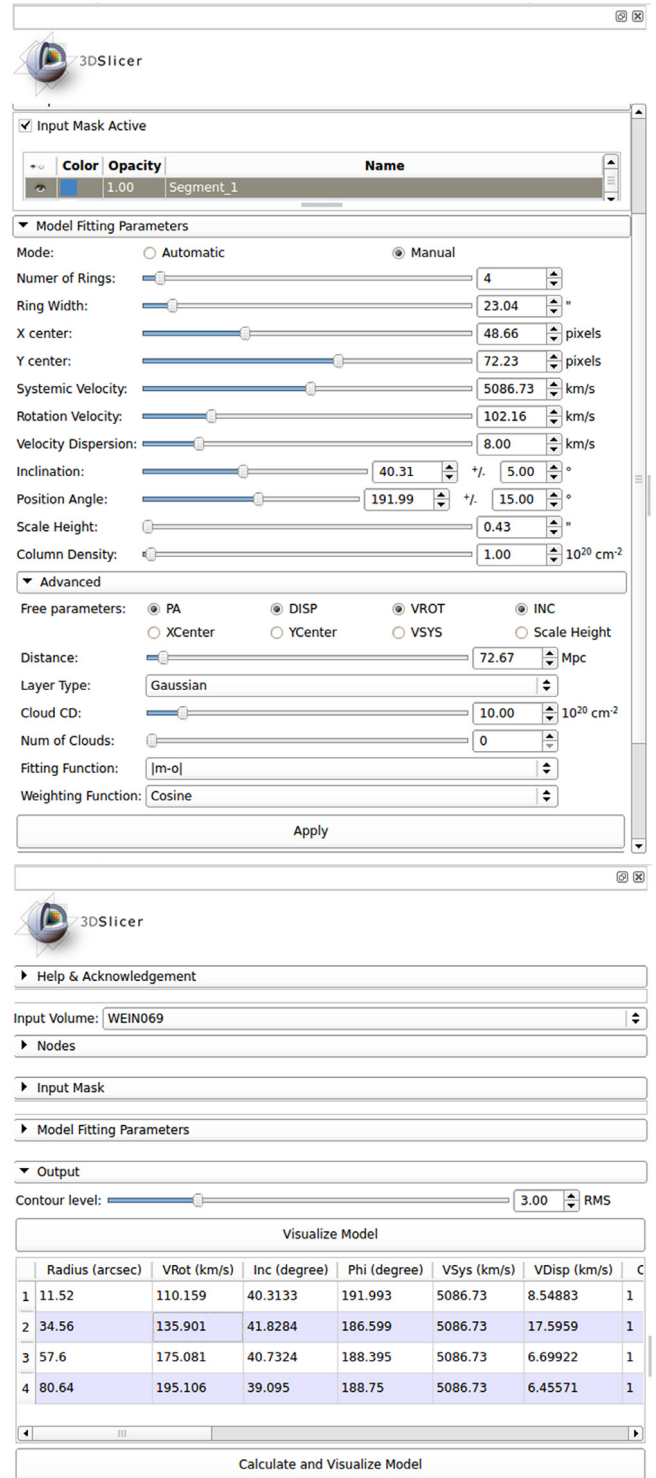 3DSlicer
Input Mask Active
Color Opacity Name
1.00 Segment_1
Model Fitting Parameters
Mode: Automatic Manual
Numer of Rings: 4
Ring Width: 23.04 "
X center: 48.66 pixels
Y center: 72.23 pixels
Systemic Velocity: 5086.73 km/s
Rotation Velocity: 102.16 km/s
Velocity Dispersion: 8.00 km/s
Inclination: 40.31 +/- 5.00 °
Position Angle: 191.99 +/- 15.00 °
Scale Height: 0.43 "
Column Density: 1.00 10²⁰ cm⁻²
Advanced
Free parameters: PA DISP VROT INC
XCenter YCenter VSYS Scale Height
Distance: 72.67 Mpc
Layer Type: Gaussian
Cloud CD: 10.00 10²⁰ cm⁻²
Num of Clouds: 0
Fitting Function: |m-o|
Weighting Function: Cosine
Apply
3DSlicer
Help & Acknowledgement
Input Volume: WEIN069
Nodes
Input Mask
Model Fitting Parameters
Output
Contour level: 3.00 RMS
Visualize Model
Radius (arcsec) VRot (km/s) Inc (degree) Phi (degree) VSys (km/s) VDisp (km/s) C
1 11.52 110.159 40.3133 191.993 5086.73 8.54883 1
2 34.56 135.901 41.8284 186.599 5086.73 17.5959 1
3 57.6 175.081 40.7324 188.395 5086.73 6.69922 1
4 80.64 195.106 39.095 188.75 5086.73 6.45571 1
Calculate and Visualize Model